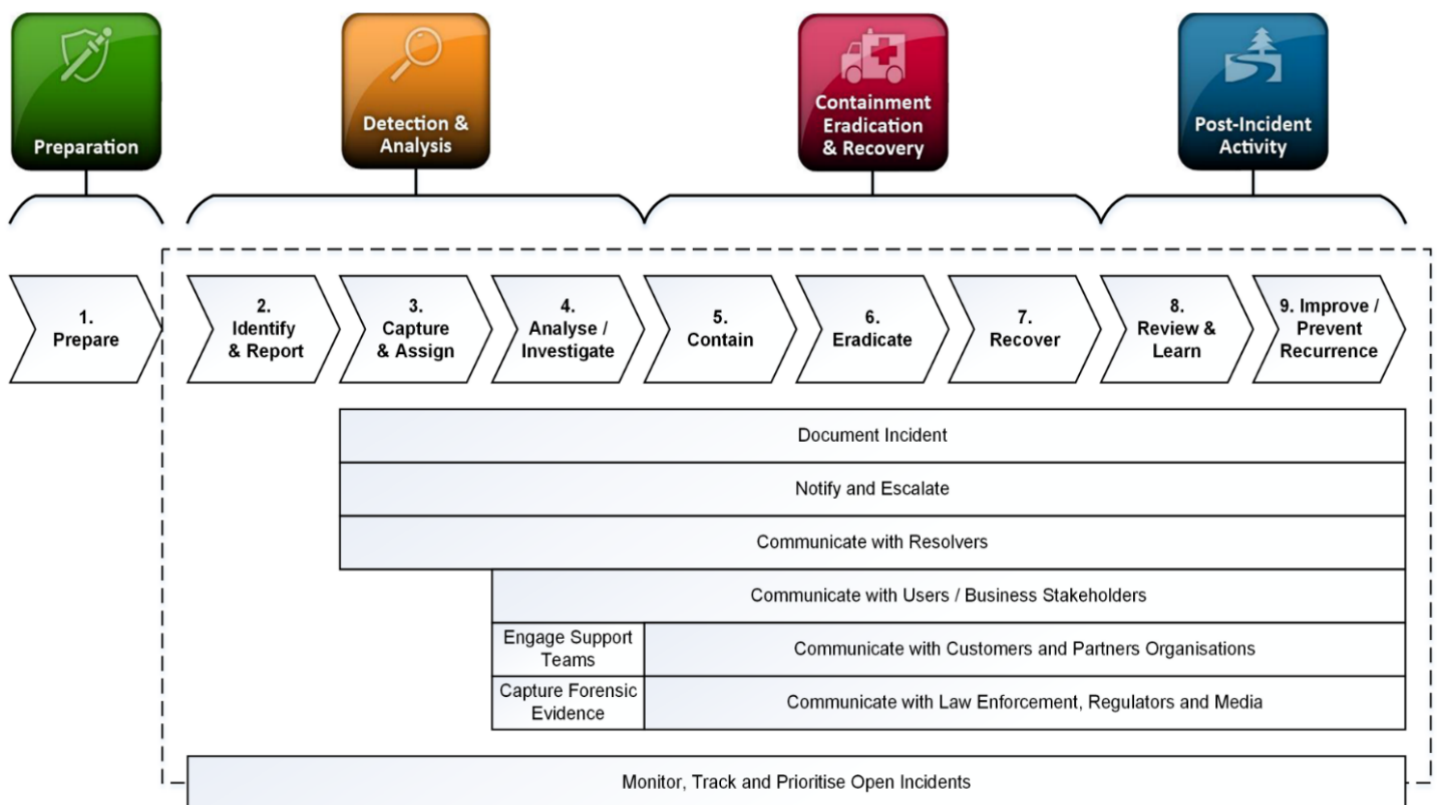 Preparation
Detection &
Analysis
Containment
Eradication
& Recovery
Post-Incident
Activity
1.
Prepare
2.
Identify
& Report
3.
Capture
& Assign
4.
Analyse /
Investigate
5.
Contain
6.
Eradicate
7.
Recover
8.
Review &
Learn
9. Improve /
Prevent
Recurrence
Document Incident
Notify and Escalate
Communicate with Resolvers
Communicate with Users / Business Stakeholders
Engage Support
Teams
Communicate with Customers and Partners Organisations
Capture Forensic
Evidence
Communicate with Law Enforcement, Regulators and Media
Monitor, Track and Prioritise Open Incidents